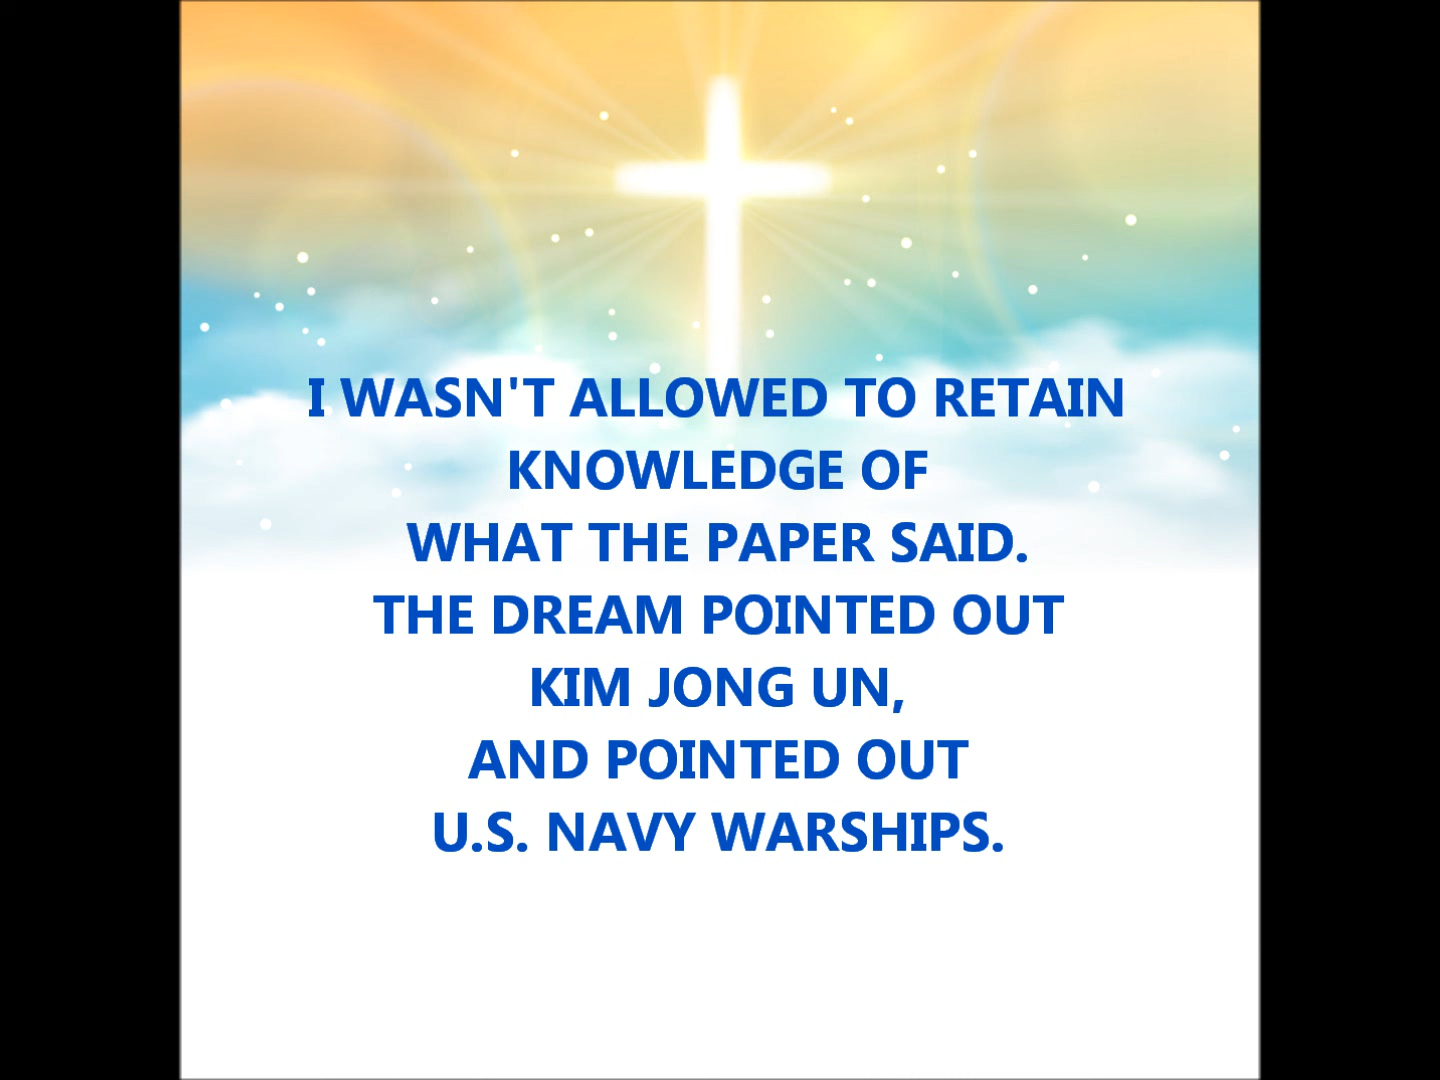 I WASN'T ALLOWED TO RETAIN
KNOWLEDGE OF
WHAT THE PAPER SAID.
THE DREAM POINTED OUT
KIM JONG UN,
AND POINTED OUT
U.S. NAVY WARSHIPS.